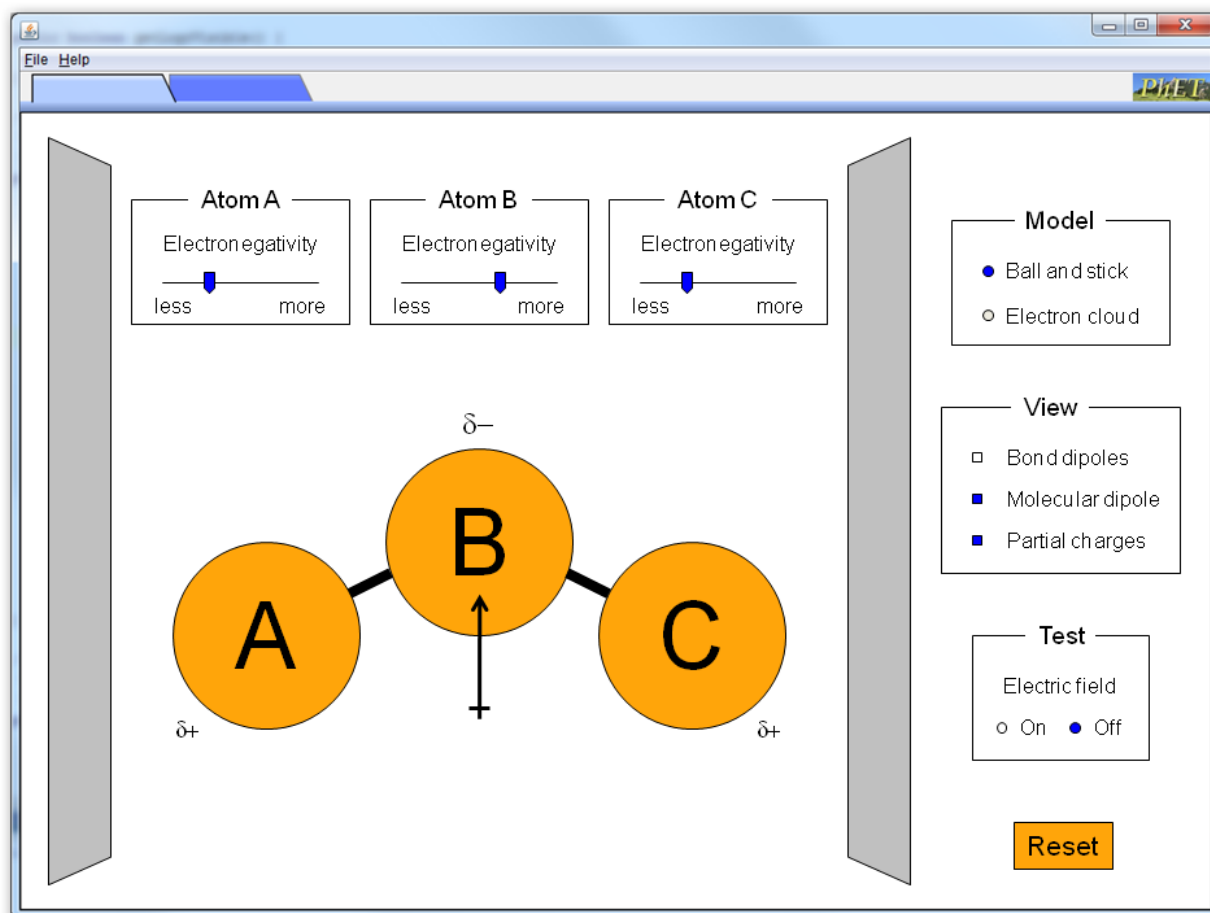 File Help
PhET
Atom A
Electronegativity
less more
Atom B
Electronegativity
less more
Atom C
Electronegativity
less more
Model
Ball and stick
Electron cloud
View
Bond dipoles
Molecular dipole
Partial charges
Test
Electric field
On Off
Reset
δ−
B
A
C
δ+
δ+